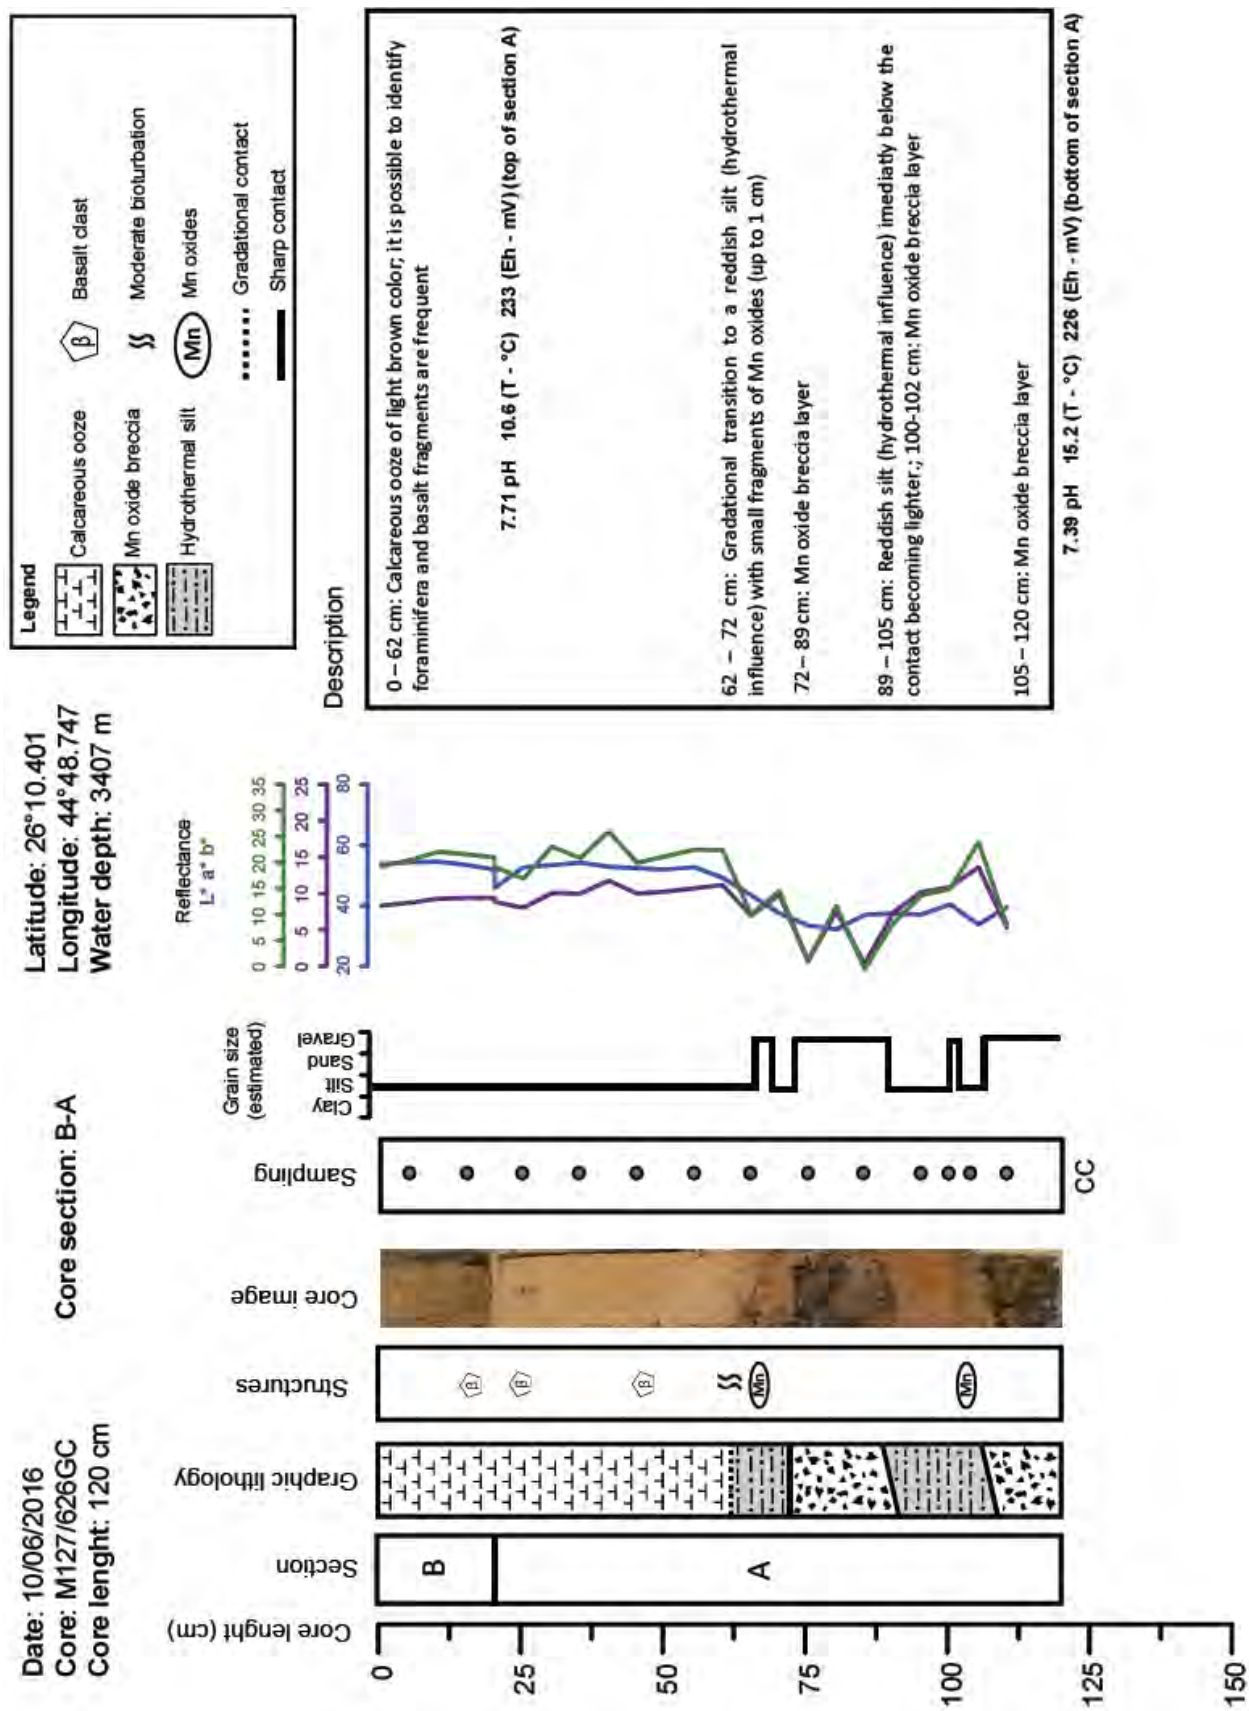 Date: 10/06/2016
Core: M127/626GC
Core lenght: 120 cm
Core section: B-A
Latitude: 26°10.401
Longitude: 44°48.747
Water depth: 3407 m
Legend
Calcareous ooze
Mn oxide breccia
Hydrothermal silt
β Basalt clast
Moderate bioturbation
Mn Mn oxides
Gradational contact
Sharp contact
Core lenght (cm)
Section
Graphic lithology
Structures
Core image
Sampling
Grain size
(estimated)
Clay
Silt
Sand
Gravel
Reflectance
L* a* b*
0 5 10 15 20 25 30 35
0 5 10 15 20 25
20 40 60 80
Description
0
25
50
75
100
125
150
B
A
β
β
β
Mn
Mn
CC
0 – 62 cm: Calcareous ooze of light brown color; it is possible to identify
foraminifera and basalt fragments are frequent
7.71 pH 10.6 (T - °C) 233 (Eh - mV) (top of section A)
62 – 72 cm: Gradational transition to a reddish silt (hydrothermal
influence) with small fragments of Mn oxides (up to 1 cm)
72 – 89 cm: Mn oxide breccia layer
89 – 105 cm: Reddish silt (hydrothermal influence) imediatly below the
contact becoming lighter.; 100-102 cm: Mn oxide breccia layer
105 – 120 cm: Mn oxide breccia layer
7.39 pH 15.2 (T - °C) 226 (Eh - mV) (bottom of section A)